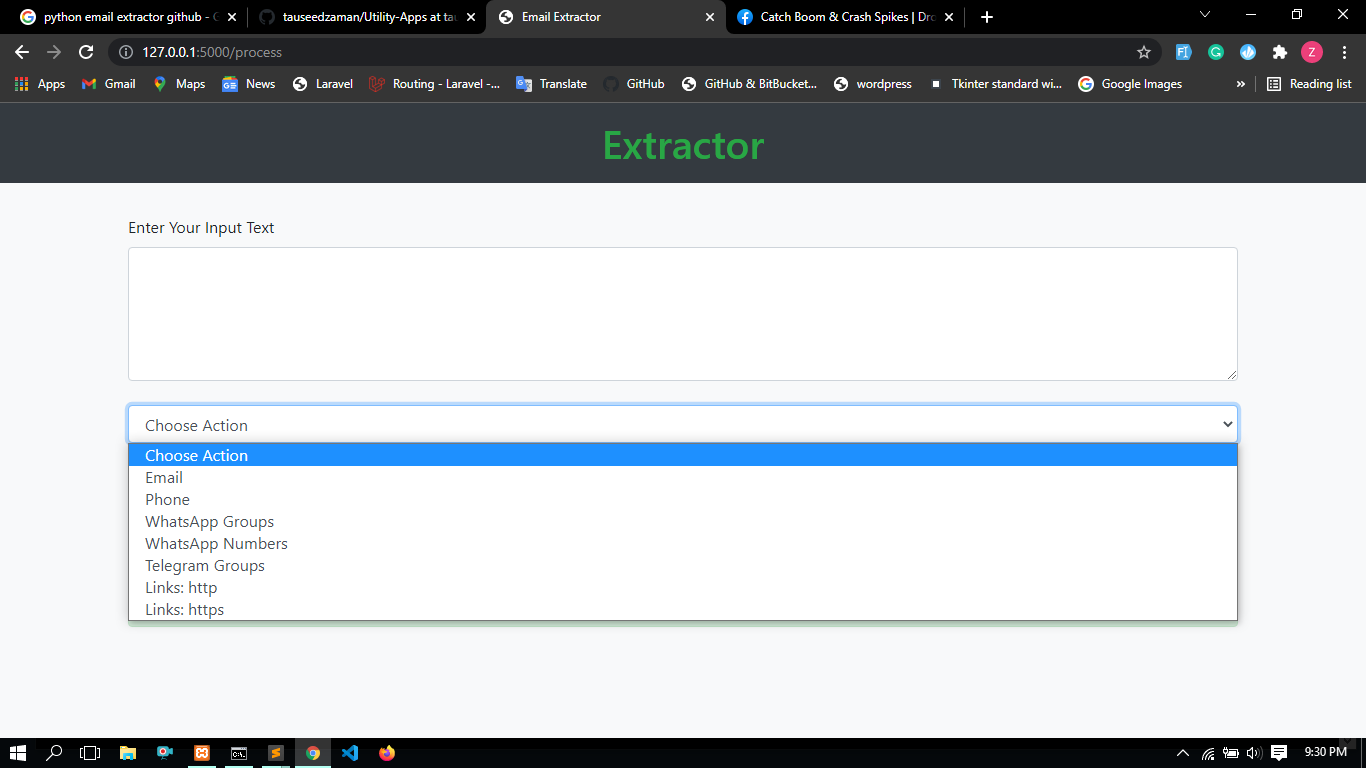 python email extractor github - G
tauseedzaman/Utility-Apps at tau
Email Extractor
Catch Boom & Crash Spikes | Dro
127.0.0.1:5000/process
Z
Apps Gmail Maps News Laravel Routing - Laravel -... Translate GitHub GitHub & BitBucket... wordpress Tkinter standard wi... Google Images » Reading list
Extractor
Enter Your Input Text
Choose Action
Choose Action
Email
Phone
WhatsApp Groups
WhatsApp Numbers
Telegram Groups
Links: http
Links: https
9:30 PM